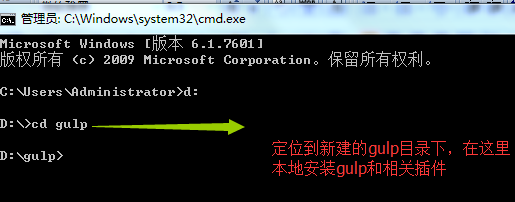 管理员: C:\Windows\system32\cmd.exe
Microsoft Windows [版本 6.1.7601]
版权所有 (c) 2009 Microsoft Corporation。保留所有权利。
C:\Users\Administrator>d:
D:\>cd gulp
定位到新建的gulp目录下，在这里
本地安装gulp和相关插件
D:\gulp>